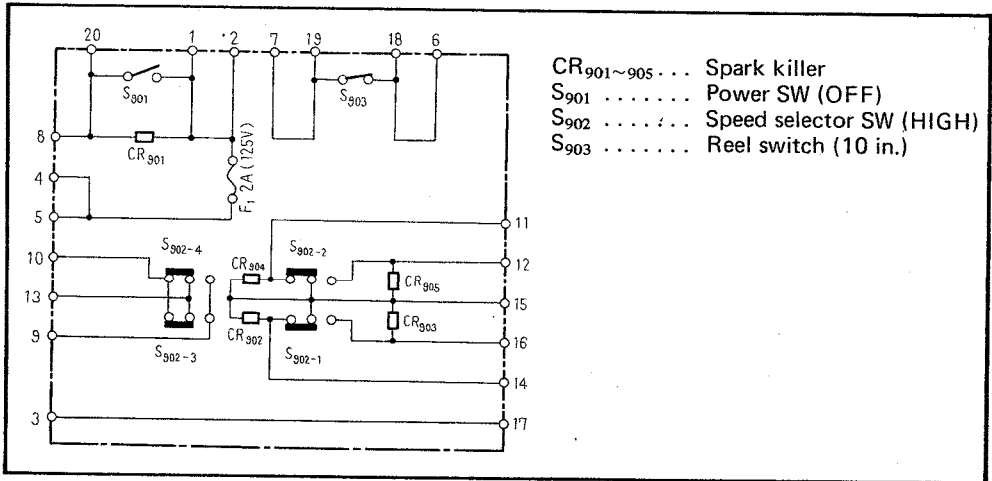 20 1 2 7 19 18 6
S901
S903
8
CR901
F1 2A (125V)
4
5
11
10
S902-4
S902-2
12
CR904
CR905
13
15
9
CR902
CR903
16
S902-3
S902-1
14
3
17
CR901~905 . . . Spark killer
S901 . . . . . . . Power SW (OFF)
S902 . . . . . . . Speed selector SW (HIGH)
S903 . . . . . . . Reel switch (10 in.)